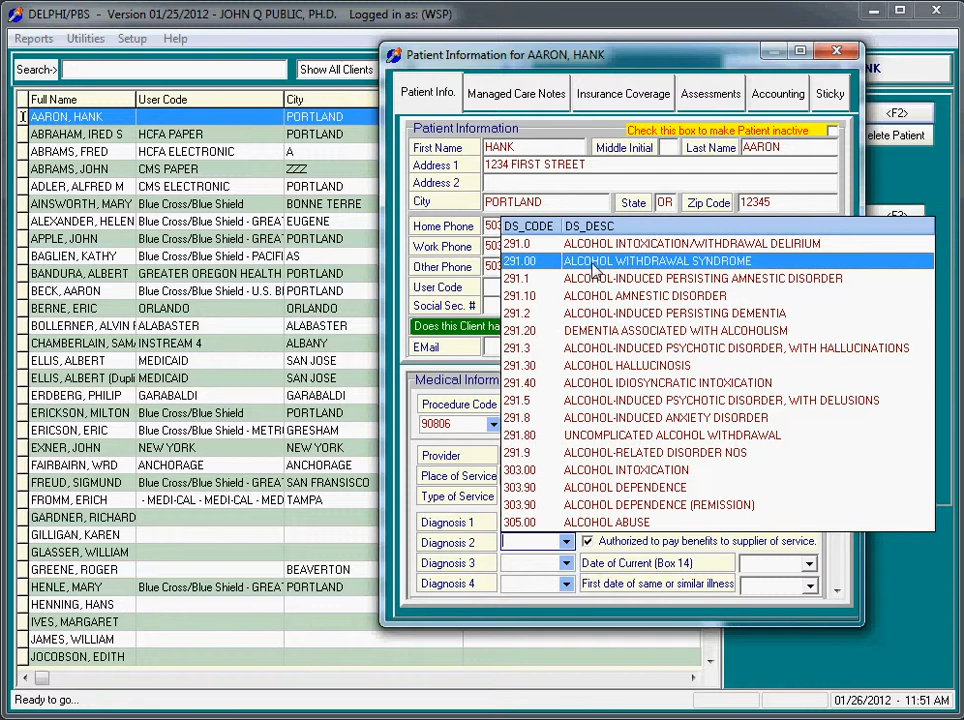 DELPHI/PBS - Version 01/25/2012 - JOHN Q PUBLIC, PH.D. Logged in as: (WSP)
Reports Utilities Setup Help
Search-> Show All Clients
Full Name User Code City
AARON, HANK PORTLAND
ABRAHAM, IRED S HCFA PAPER PORTLAND
ABRAMS, FRED HCFA PAPER PORTLAND
ABRAMS, JOHN CMS PAPER ZZZ
ADLER, ALFRED M CMS ELECTRONIC PORTLAND
AINSWORTH, MARY Blue Cross/Blue Shield BONNE TERRE
ALEXANDER, HELEN Blue Cross/Blue Shield - GREAT EUGENE
APPLE, JOHN Blue Cross/Blue Shield - GREAT PORTLAND
BAGLIEN, KATHY Blue Cross/Blue Shield - PACIFI AS
BANDURA, ALBERT GREATER OREGON HEALTH PORTLAND
BECK, AARON Blue Cross/Blue Shield - U.S. BI PORTLAND
BERNE, ERIC ORLANDO ORLANDO
BOLLERNER, ALVIN F ALABASTER ALABASTER
CHAMBERLAIN, SAMA INSTREAM 4 ALBANY
ELLIS, ALBERT MEDICAID SAN JOSE
ELLIS, ALBERT (Dupli MEDICAID SAN JOSE
ERDBERG, PHILIP GARABALDI GARABALDI
ERICKSON, MILTON Blue Cross/Blue Shield PORTLAND
ERICSON, ERIC Blue Cross/Blue Shield - METRO GRESHAM
EXNER, JOHN NEW YORK NEW YORK
FAIRBAIRN, WRD ANCHORAGE ANCHORAGE
FREUD, SIGMUND Blue Cross/Blue Shield SAN FRANSISCO
FROMM, ERICH - MEDI-CAL - MEDI-CAL - MED TAMPA
GARDNER, RICHARD
GILLIGAN, KAREN
GLASSER, WILLIAM
GREENE, ROGER BEAVERTON
HENLE, MARY Blue Cross/Blue Shield - GREAT PORTLAND
HENNING, HANS
IVES, MARGARET
JAMES, WILLIAM
JOCOBSON, EDITH
Ready to go...
Patient Information for AARON, HANK
Patient Info. Managed Care Notes Insurance Coverage Assessments Accounting Sticky
Patient Information Check this box to make Patient inactive
First Name HANK Middle Initial A Last Name AARON
Address 1 1234 FIRST STREET
Address 2
City PORTLAND State OR Zip Code 12345
Home Phone 503
Work Phone 503
Other Phone 503
User Code
Social Sec. #
Does this Client ha
EMail
DS_CODE DS_DESC
291.0 ALCOHOL INTOXICATION/WITHDRAWAL DELIRIUM
291.00 ALCOHOL WITHDRAWAL SYNDROME
291.1 ALCOHOL-INDUCED PERSISTING AMNESTIC DISORDER
291.10 ALCOHOL AMNESTIC DISORDER
291.2 ALCOHOL-INDUCED PERSISTING DEMENTIA
291.20 DEMENTIA ASSOCIATED WITH ALCOHOLISM
291.3 ALCOHOL-INDUCED PSYCHOTIC DISORDER, WITH HALLUCINATIONS
291.30 ALCOHOL HALLUCINOSIS
291.40 ALCOHOL IDIOSYNCRATIC INTOXICATION
291.5 ALCOHOL-INDUCED PSYCHOTIC DISORDER, WITH DELUSIONS
291.8 ALCOHOL-INDUCED ANXIETY DISORDER
291.80 UNCOMPLICATED ALCOHOL WITHDRAWAL
291.9 ALCOHOL-RELATED DISORDER NOS
303.00 ALCOHOL INTOXICATION
303.90 ALCOHOL DEPENDENCE
303.90 ALCOHOL DEPENDENCE (REMISSION)
305.00 ALCOHOL ABUSE
Medical Inform
Procedure Code
90806
Provider
Place of Service
Type of Service
Diagnosis 1
Diagnosis 2 Authorized to pay benefits to supplier of service.
Diagnosis 3 Date of Current (Box 14)
Diagnosis 4 First date of same or similar illness
NK
<F2>
elete Patient
01/26/2012 - 11:51 AM